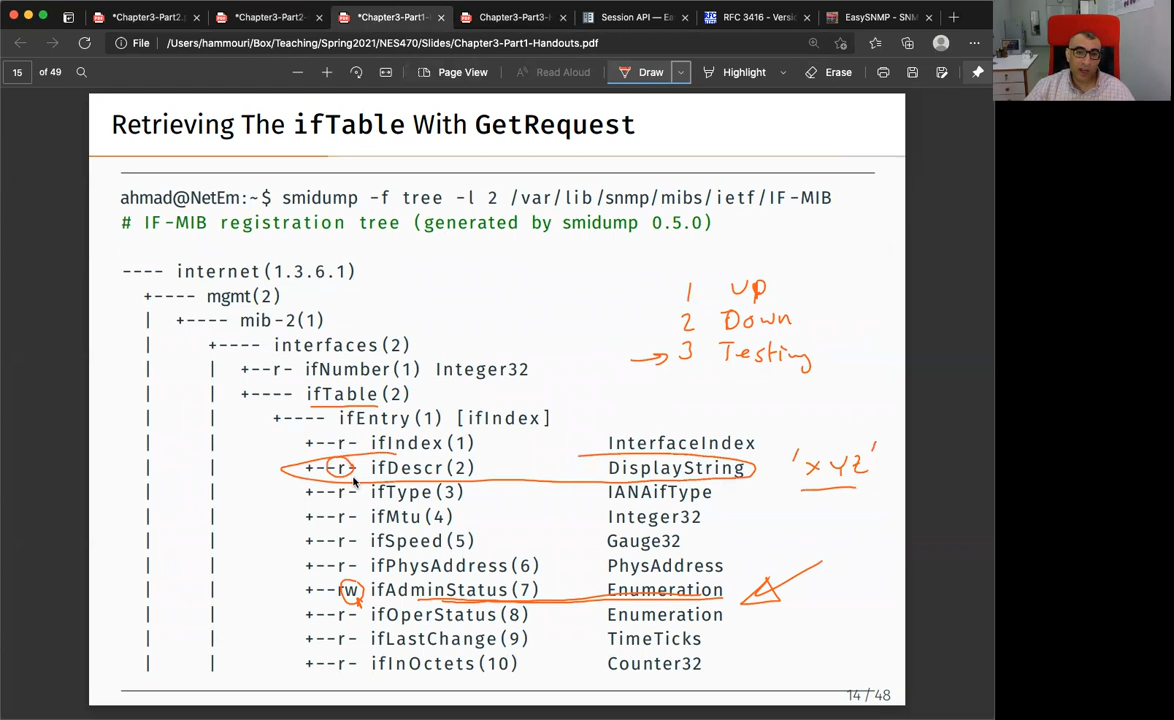 *Chapter3-Part2.p
*Chapter3-Part2-
*Chapter3-Part1-
Chapter3-Part3-
Session API —
RFC 3416 - Versi
EasySNMP - SNM
File /Users/hammouri/Box/Teaching/Spring2021/NES470/Slides/Chapter3-Part1-Handouts.pdf
15 of 49 Page View Read Aloud Draw Highlight Erase
Retrieving The ifTable With GetRequest
ahmad@NetEm:~$ smidump -f tree -l 2 /var/lib/snmp/mibs/ietf/IF-MIB
# IF-MIB registration tree (generated by smidump 0.5.0)
---- internet(1.3.6.1)
+---- mgmt(2)
| +---- mib-2(1)
| | +---- interfaces(2)
| | +--r- ifNumber(1) Integer32
| | +---- ifTable(2)
| | +---- ifEntry(1) [ifIndex]
| | +--r- ifIndex(1) InterfaceIndex
| | +--r- ifDescr(2) DisplayString
| | +--r- ifType(3) IANAifType
| | +--r- ifMtu(4) Integer32
| | +--r- ifSpeed(5) Gauge32
| | +--r- ifPhysAddress(6) PhysAddress
| | +--rw ifAdminStatus(7) Enumeration
| | +--r- ifOperStatus(8) Enumeration
| | +--r- ifLastChange(9) TimeTicks
| | +--r- ifInOctets(10) Counter32
1 Up
2 Down
→ 3 Testing
'XYZ'
14 / 48